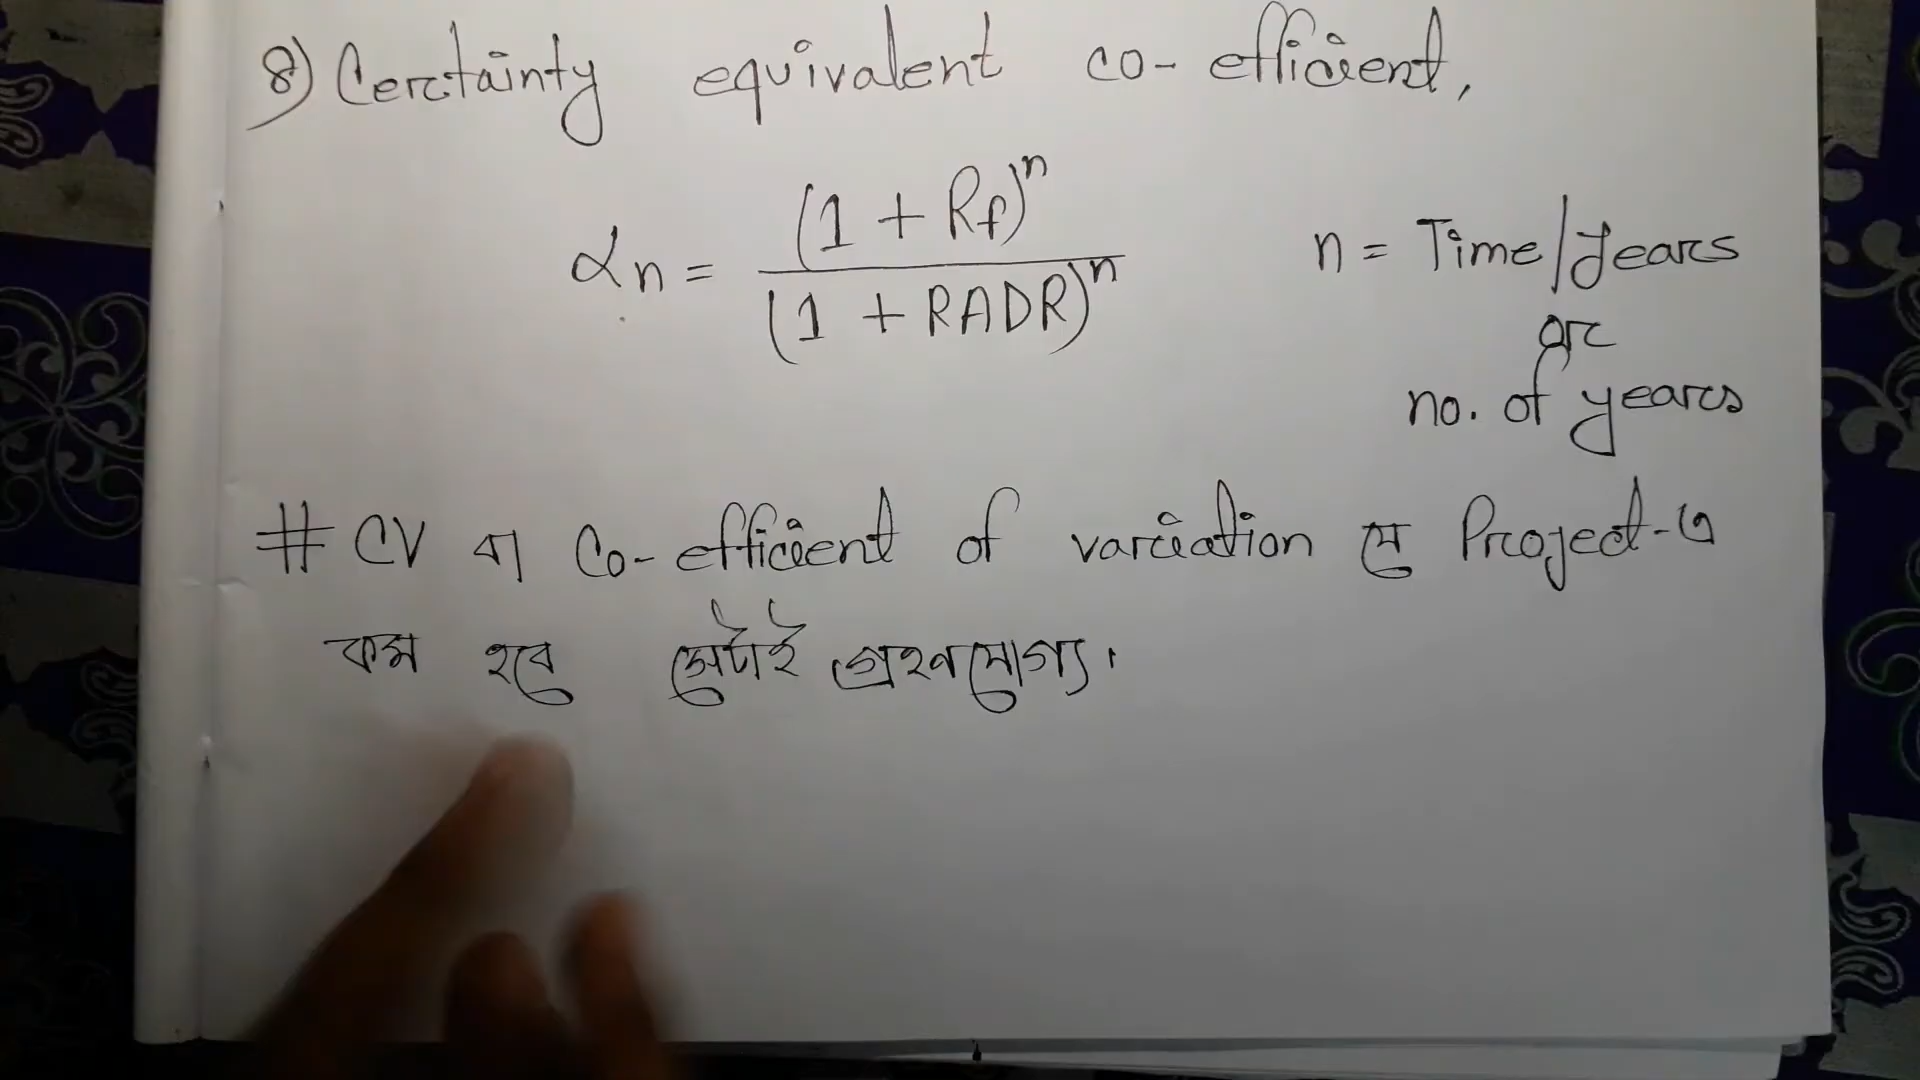 8) Certainty equivalent co-efficient,
αn = (1 + Rf)^n / (1 + RADR)^n
n = Time/years
or
no. of years
# CV বা Co-efficient of variation যে Project-এ
কম হবে সেটাই গ্রহণযোগ্য।